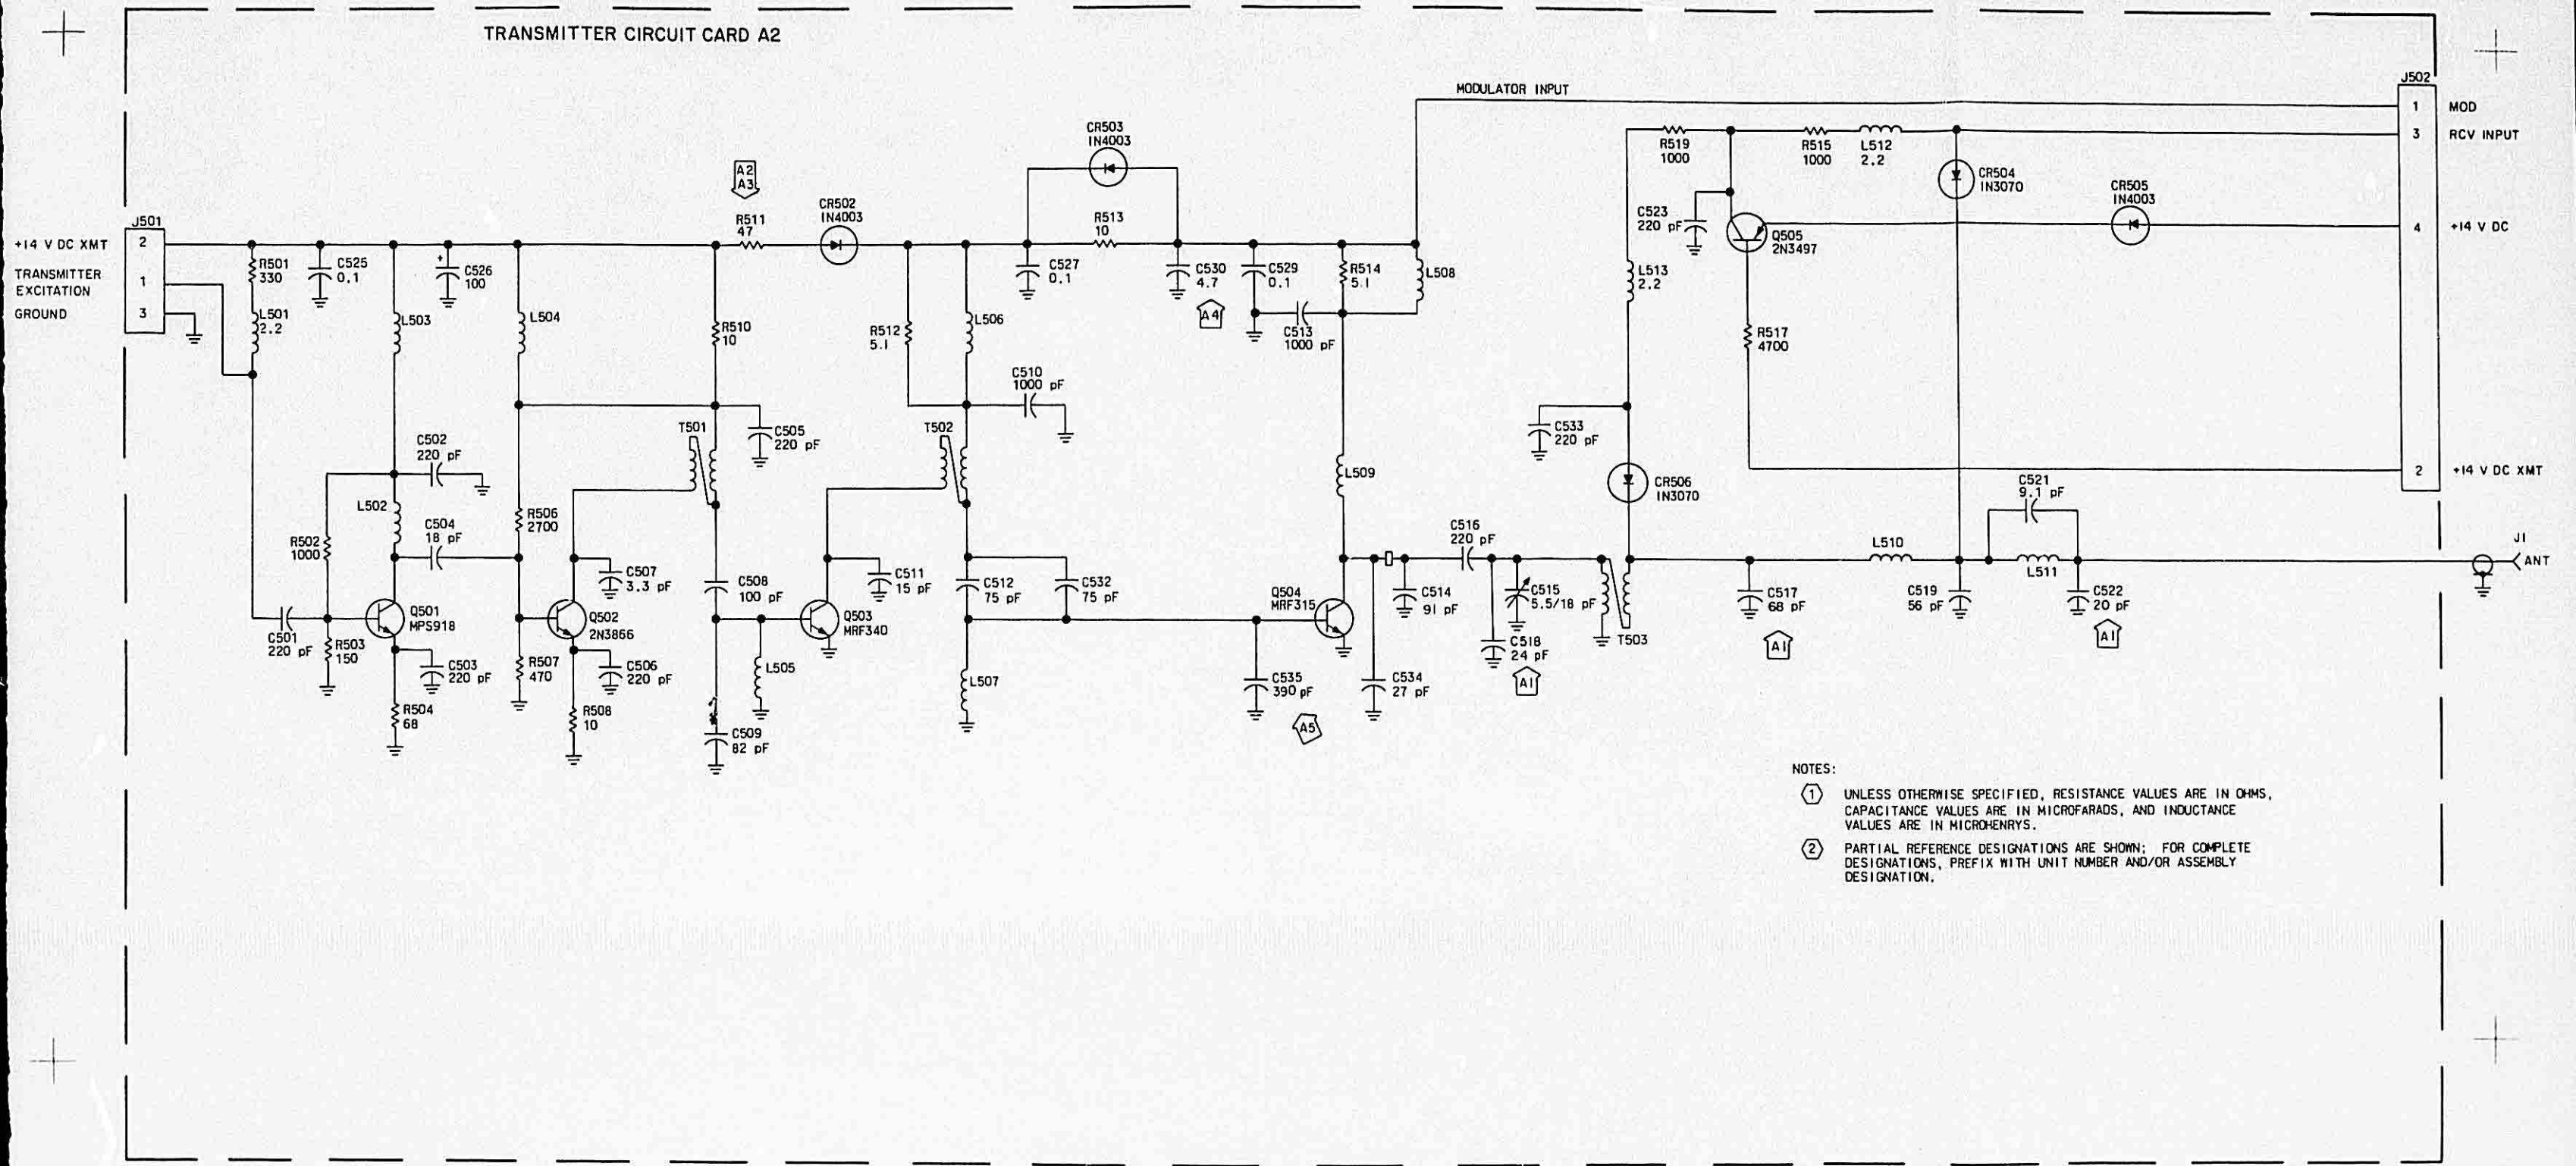 TRANSMITTER CIRCUIT CARD A2
J501
+14 V DC XMT
2
TRANSMITTER
EXCITATION
1
GROUND
3
R501
330
C525
0.1
L501
2.2
L503
+
C526
100
L504
A2
A3
R511
47
CR502
IN4003
R510
10
R512
5.1
L506
C510
1000 pF
CR503
IN4003
R513
10
C527
0.1
C530
4.7
A4
C529
0.1
R514
5.1
L508
C513
1000 pF
MODULATOR INPUT
R519
1000
R515
1000
L512
2.2
C523
220 pF
Q505
2N3497
CR504
IN3070
CR505
IN4003
L513
2.2
R517
4700
J502
1
MOD
3
RCV INPUT
4
+14 V DC
2
+14 V DC XMT
C502
220 pF
L502
C504
18 pF
R502
1000
C501
220 pF
R503
150
Q501
MPS918
C503
220 pF
R504
68
R506
2700
R507
470
C507
3.3 pF
Q502
2N3866
C506
220 pF
R508
10
T501
C505
220 pF
C508
100 pF
L505
C509
82 pF
T502
C511
15 pF
Q503
MRF340
C512
75 pF
C532
75 pF
L507
L509
Q504
MRF315
C535
390 pF
A5
C534
27 pF
C514
91 pF
C516
220 pF
C515
5.5/18 pF
C518
24 pF
A1
T503
C533
220 pF
CR506
IN3070
C517
68 pF
A1
L510
C519
56 pF
C521
9.1 pF
L511
C522
20 pF
A1
J1
ANT
NOTES:
1 UNLESS OTHERWISE SPECIFIED, RESISTANCE VALUES ARE IN OHMS,
CAPACITANCE VALUES ARE IN MICROFARADS, AND INDUCTANCE
VALUES ARE IN MICROHENRYS.
2 PARTIAL REFERENCE DESIGNATIONS ARE SHOWN; FOR COMPLETE
DESIGNATIONS, PREFIX WITH UNIT NUMBER AND/OR ASSEMBLY
DESIGNATION.